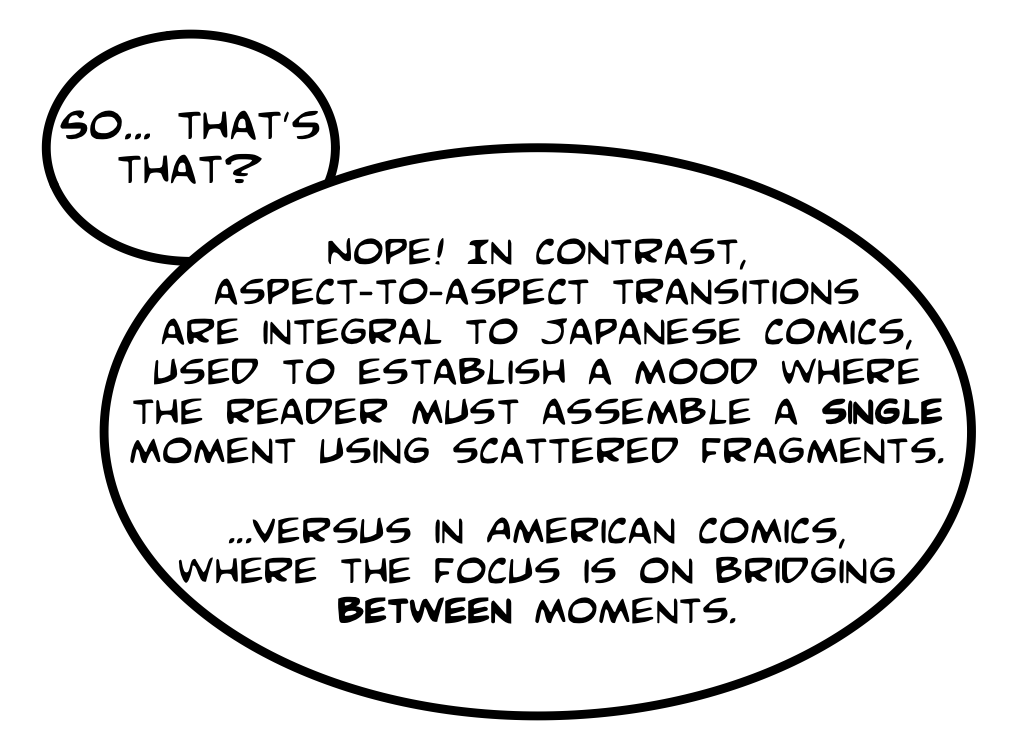 SO... THAT'S
THAT?
NOPE! IN CONTRAST,
ASPECT-TO-ASPECT TRANSITIONS
ARE INTEGRAL TO JAPANESE COMICS,
USED TO ESTABLISH A MOOD WHERE
THE READER MUST ASSEMBLE A SINGLE
MOMENT USING SCATTERED FRAGMENTS.
...VERSUS IN AMERICAN COMICS,
WHERE THE FOCUS IS ON BRIDGING
BETWEEN MOMENTS.